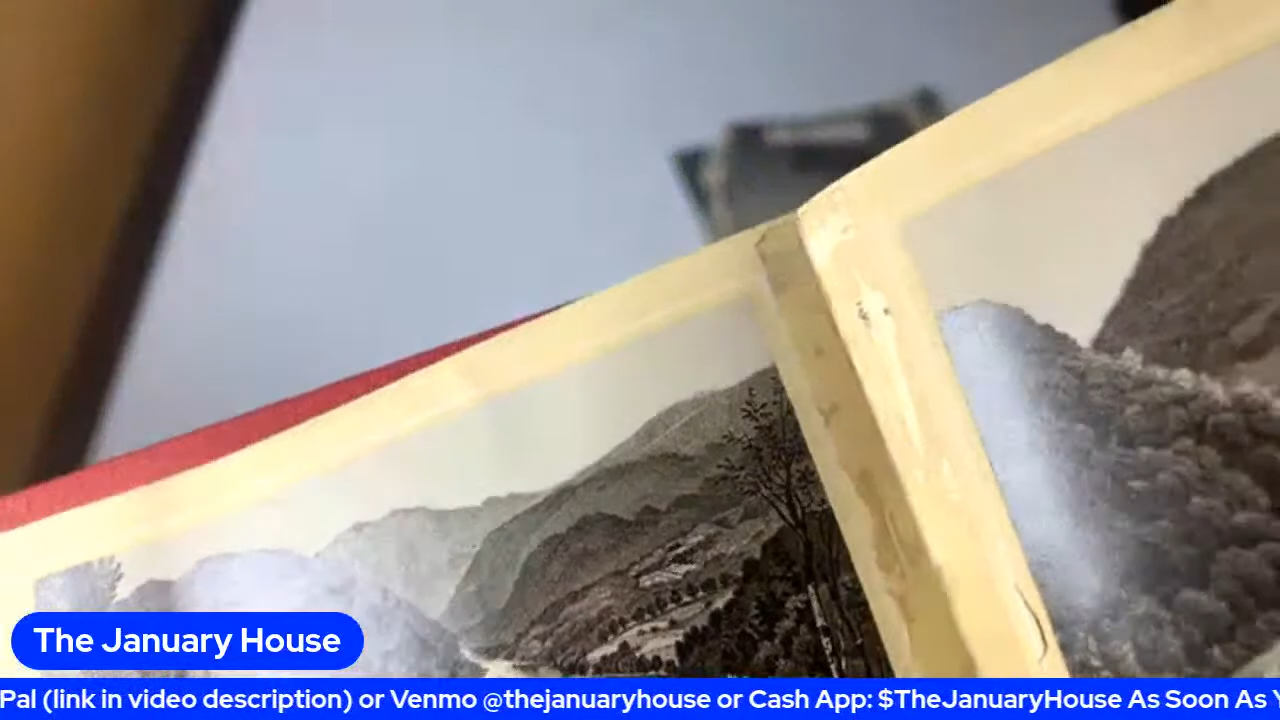 The January House
Pal (link in video description) or Venmo @thejanuaryhouse or Cash App: $TheJanuaryHouse As Soon As